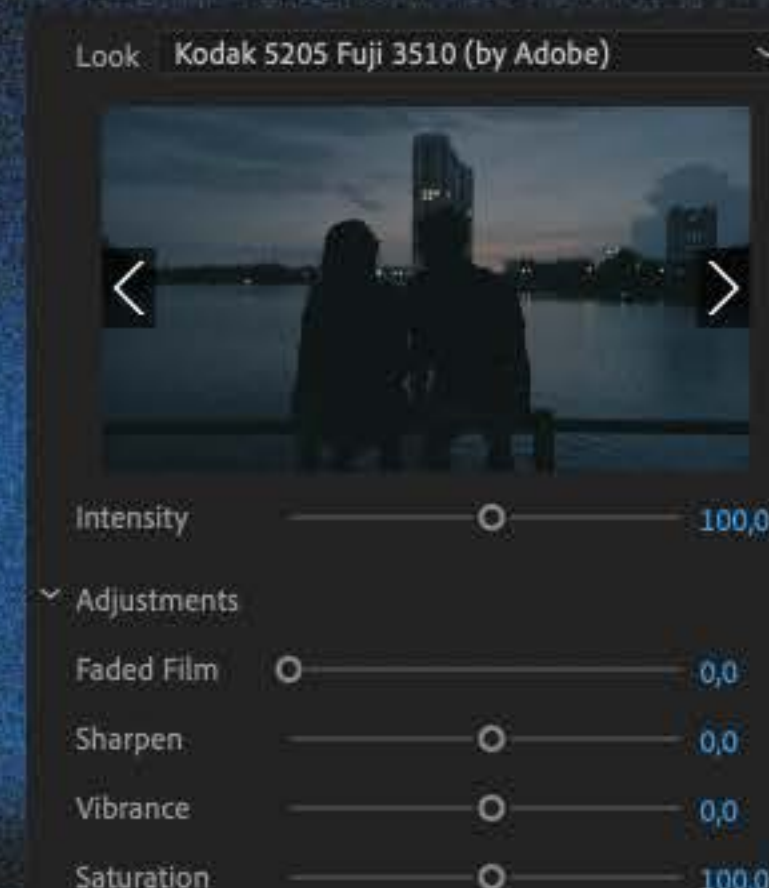 Look Kodak 5205 Fuji 3510 (by Adobe)
Intensity 100,0
Adjustments
Faded Film 0,0
Sharpen 0,0
Vibrance 0,0
Saturation 100,0